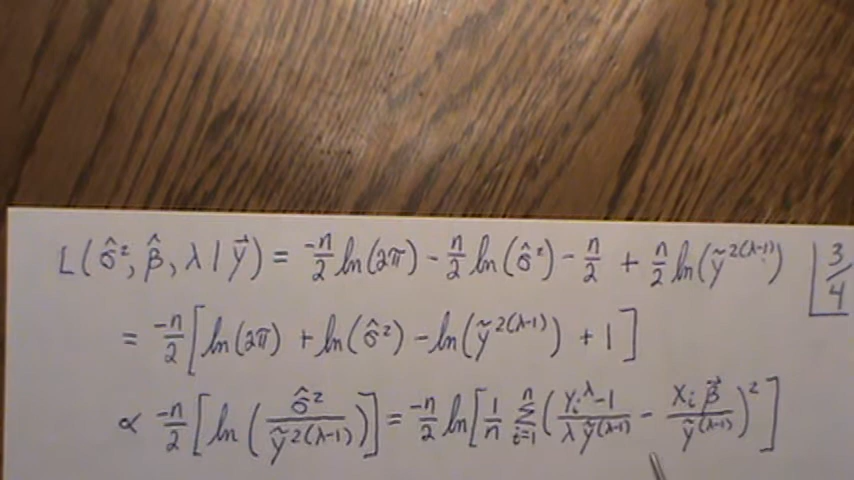 L(σ̂², β̂, λ | y⃗) = -n/2 ln(2π) - n/2 ln(σ̂²) - n/2 + n/2 ln(ỹ^2(λ-1)) 3/4
= -n/2 [ln(2π) + ln(σ̂²) - ln(ỹ^2(λ-1)) + 1]
∝ -n/2 [ln(σ̂² / ỹ^2(λ-1))] = -n/2 ln[1/n Σ_{i=1}^{n} ((Y_i^λ - 1) / (λ ỹ^(λ-1)) - (X_i β⃗) / (ỹ^(λ-1)))²]